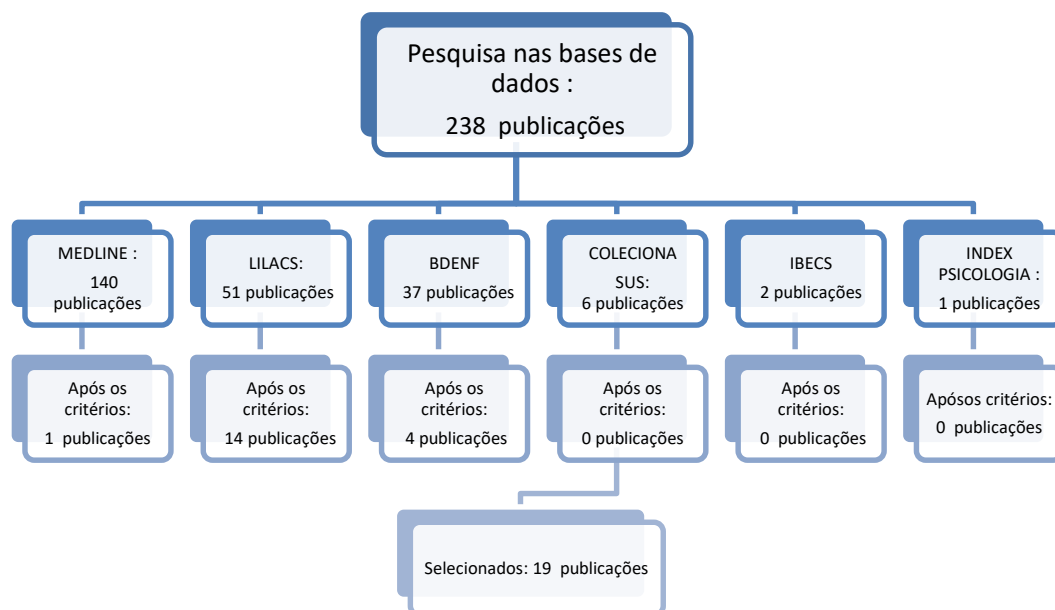 Pesquisa nas bases de
dados :
238 publicações
MEDLINE :
140
publicações
LILACS:
51 publicações
BDENF
37 publicações
COLECIONA
SUS:
6 publicações
IBECS
2 publicações
INDEX
PSICOLOGIA :
1 publicações
Após os
critérios:
1 publicações
Após os
critérios:
14 publicações
Após os
critérios:
4 publicações
Após os
critérios:
0 publicações
Após os
critérios:
0 publicações
Apósos critérios:
0 publicações
Selecionados: 19 publicações